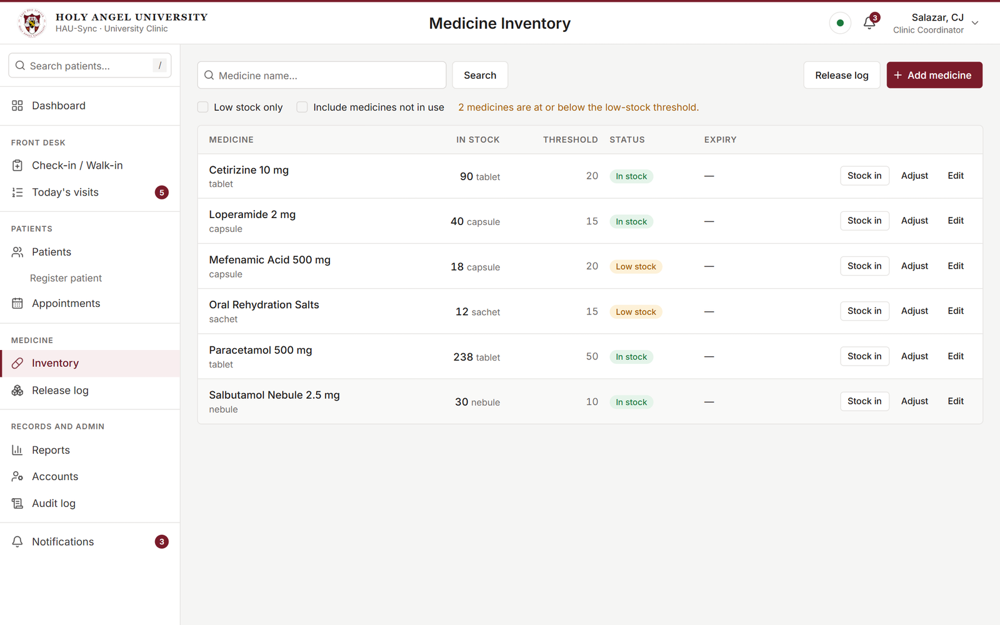 HOLY ANGEL UNIVERSITY
HAU-Sync · University Clinic
Medicine Inventory
3
Salazar, CJ
Clinic Coordinator
Search patients...
/
Dashboard
FRONT DESK
Check-in / Walk-in
Today's visits
5
PATIENTS
Patients
Register patient
Appointments
MEDICINE
Inventory
Release log
RECORDS AND ADMIN
Reports
Accounts
Audit log
Notifications
3
Medicine name...
Search
Release log
+ Add medicine
Low stock only
Include medicines not in use
2 medicines are at or below the low-stock threshold.
MEDICINE IN STOCK THRESHOLD STATUS EXPIRY
Cetirizine 10 mg
tablet
90 tablet 20 In stock — Stock in Adjust Edit
Loperamide 2 mg
capsule
40 capsule 15 In stock — Stock in Adjust Edit
Mefenamic Acid 500 mg
capsule
18 capsule 20 Low stock — Stock in Adjust Edit
Oral Rehydration Salts
sachet
12 sachet 15 Low stock — Stock in Adjust Edit
Paracetamol 500 mg
tablet
238 tablet 50 In stock — Stock in Adjust Edit
Salbutamol Nebule 2.5 mg
nebule
30 nebule 10 In stock — Stock in Adjust Edit